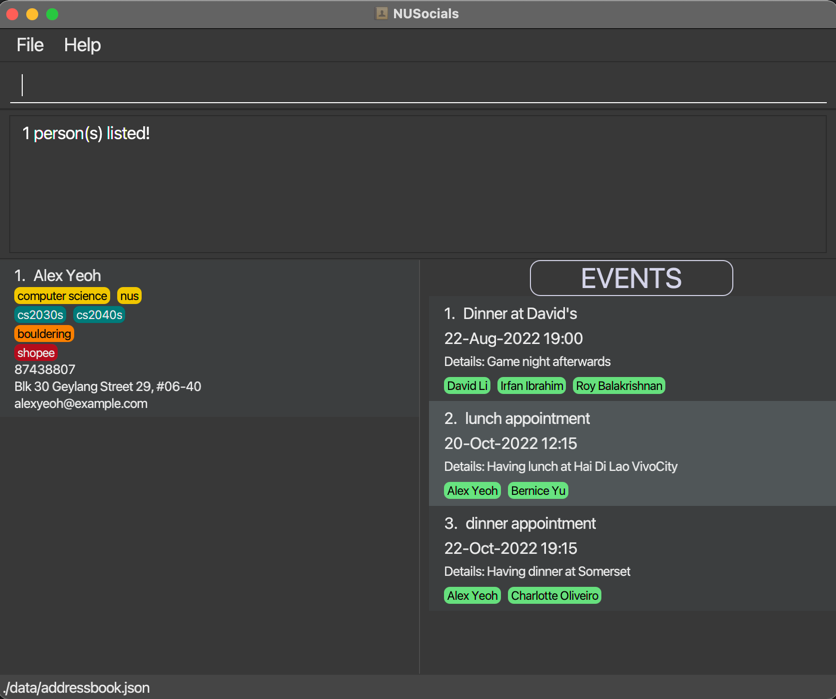 NUSocials
File Help
1 person(s) listed!
1. Alex Yeoh
computer science nus
cs2030s cs2040s
bouldering
shopee
87438807
Blk 30 Geylang Street 29, #06-40
alexyeoh@example.com
EVENTS
1. Dinner at David's
22-Aug-2022 19:00
Details: Game night afterwards
David Li Irfan Ibrahim Roy Balakrishnan
2. lunch appointment
20-Oct-2022 12:15
Details: Having lunch at Hai Di Lao VivoCity
Alex Yeoh Bernice Yu
3. dinner appointment
22-Oct-2022 19:15
Details: Having dinner at Somerset
Alex Yeoh Charlotte Oliveiro
./data/addressbook.json